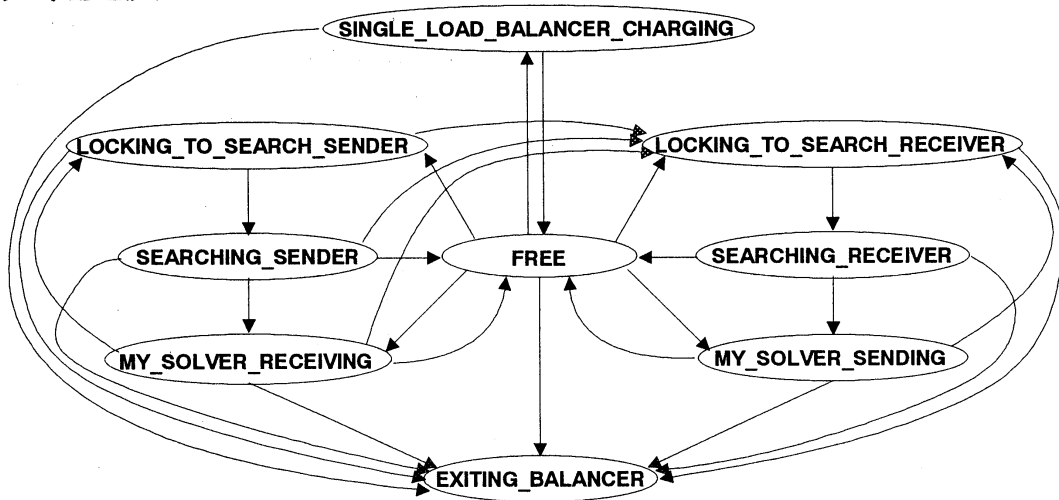 SINGLE_LOAD_BALANCER_CHARGING
LOCKING_TO_SEARCH_SENDER
LOCKING_TO_SEARCH_RECEIVER
SEARCHING_SENDER
FREE
SEARCHING_RECEIVER
MY_SOLVER_RECEIVING
MY_SOLVER_SENDING
EXITING_BALANCER